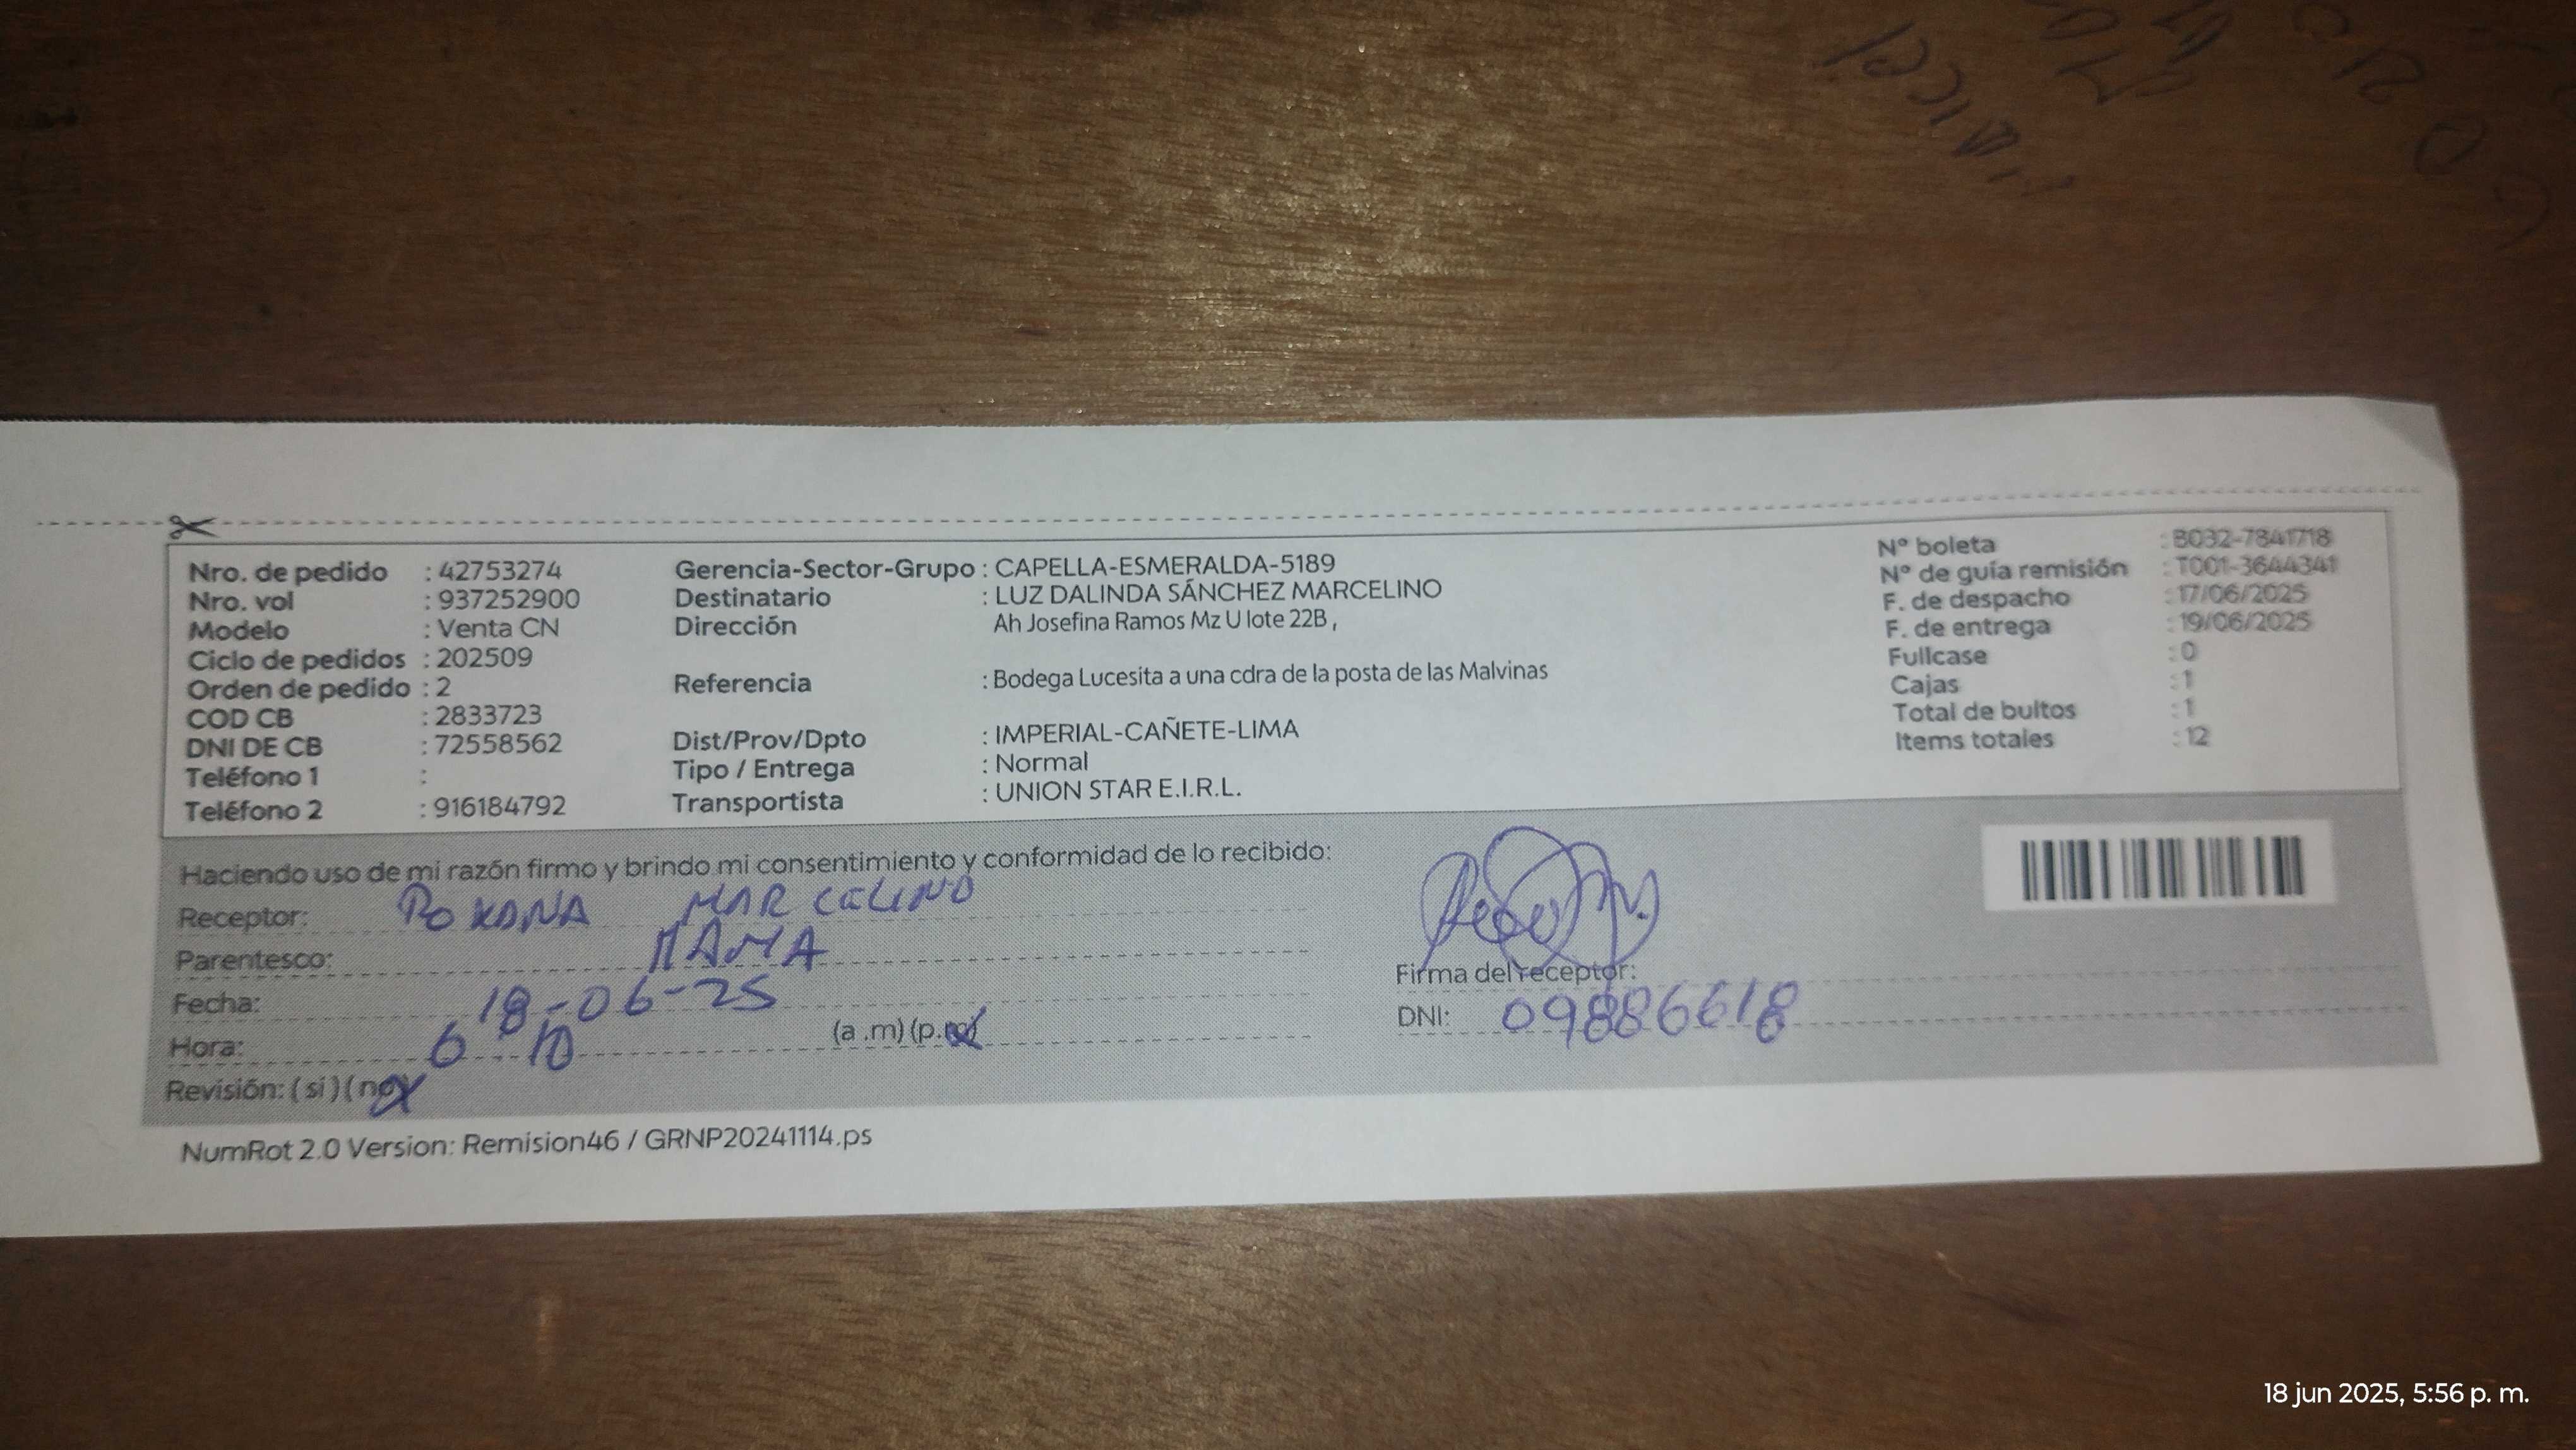 Nro. de pedido : 42753274
Nro. vol : 937252900
Modelo : Venta CN
Ciclo de pedidos : 202509
Orden de pedido : 2
COD CB : 2833723
DNI DE CB : 72558562
Teléfono 1 :
Teléfono 2 : 916184792
Gerencia-Sector-Grupo : CAPELLA-ESMERALDA-5189
Destinatario : LUZ DALINDA SÁNCHEZ MARCELINO
Dirección Ah Josefina Ramos Mz U lote 22B ,
Referencia : Bodega Lucesita a una cdra de la posta de las Malvinas
Dist/Prov/Dpto : IMPERIAL-CAÑETE-LIMA
Tipo / Entrega : Normal
Transportista : UNION STAR E.I.R.L.
Nº boleta : B032-7841718
Nº de guía remisión : T001-3644341
F. de despacho : 17/06/2025
F. de entrega : 19/06/2025
Fullcase : 0
Cajas : 1
Total de bultos : 1
Items totales : 12
Haciendo uso de mi razón firmo y brindo mi consentimiento y conformidad de lo recibido:
Receptor: ROXANA MARCELINO
Parentesco: MAMA
Fecha: 18-06-25
Hora: 6 10 (a .m) (p.m)
Revisión: ( si ) ( no )
Firma del receptor:
DNI: 09886618
NumRot 2.0 Version: Remision46 / GRNP20241114.ps
18 jun 2025, 5:56 p. m.